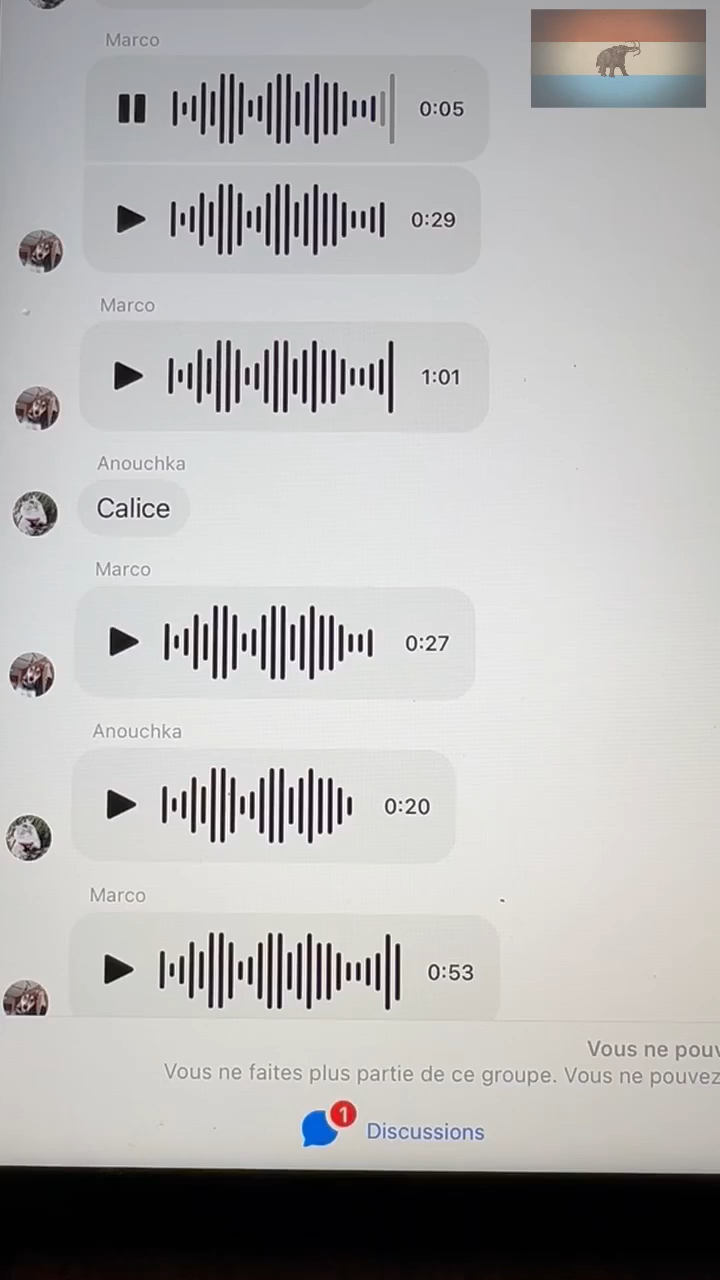 Marco
0:05
0:29
Marco
1:01
Anouchka
Calice
Marco
0:27
Anouchka
0:20
Marco
0:53
Vous ne pouv
Vous ne faites plus partie de ce groupe. Vous ne pouvez
1
Discussions